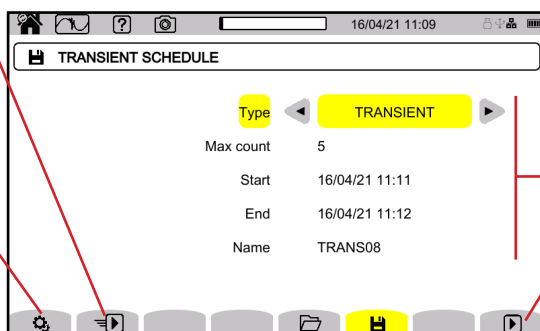 ? 16/04/21 11:09
TRANSIENT SCHEDULE
Type TRANSIENT
Max count 5
Start 16/04/21 11:11
End 16/04/21 11:12
Name TRANS08